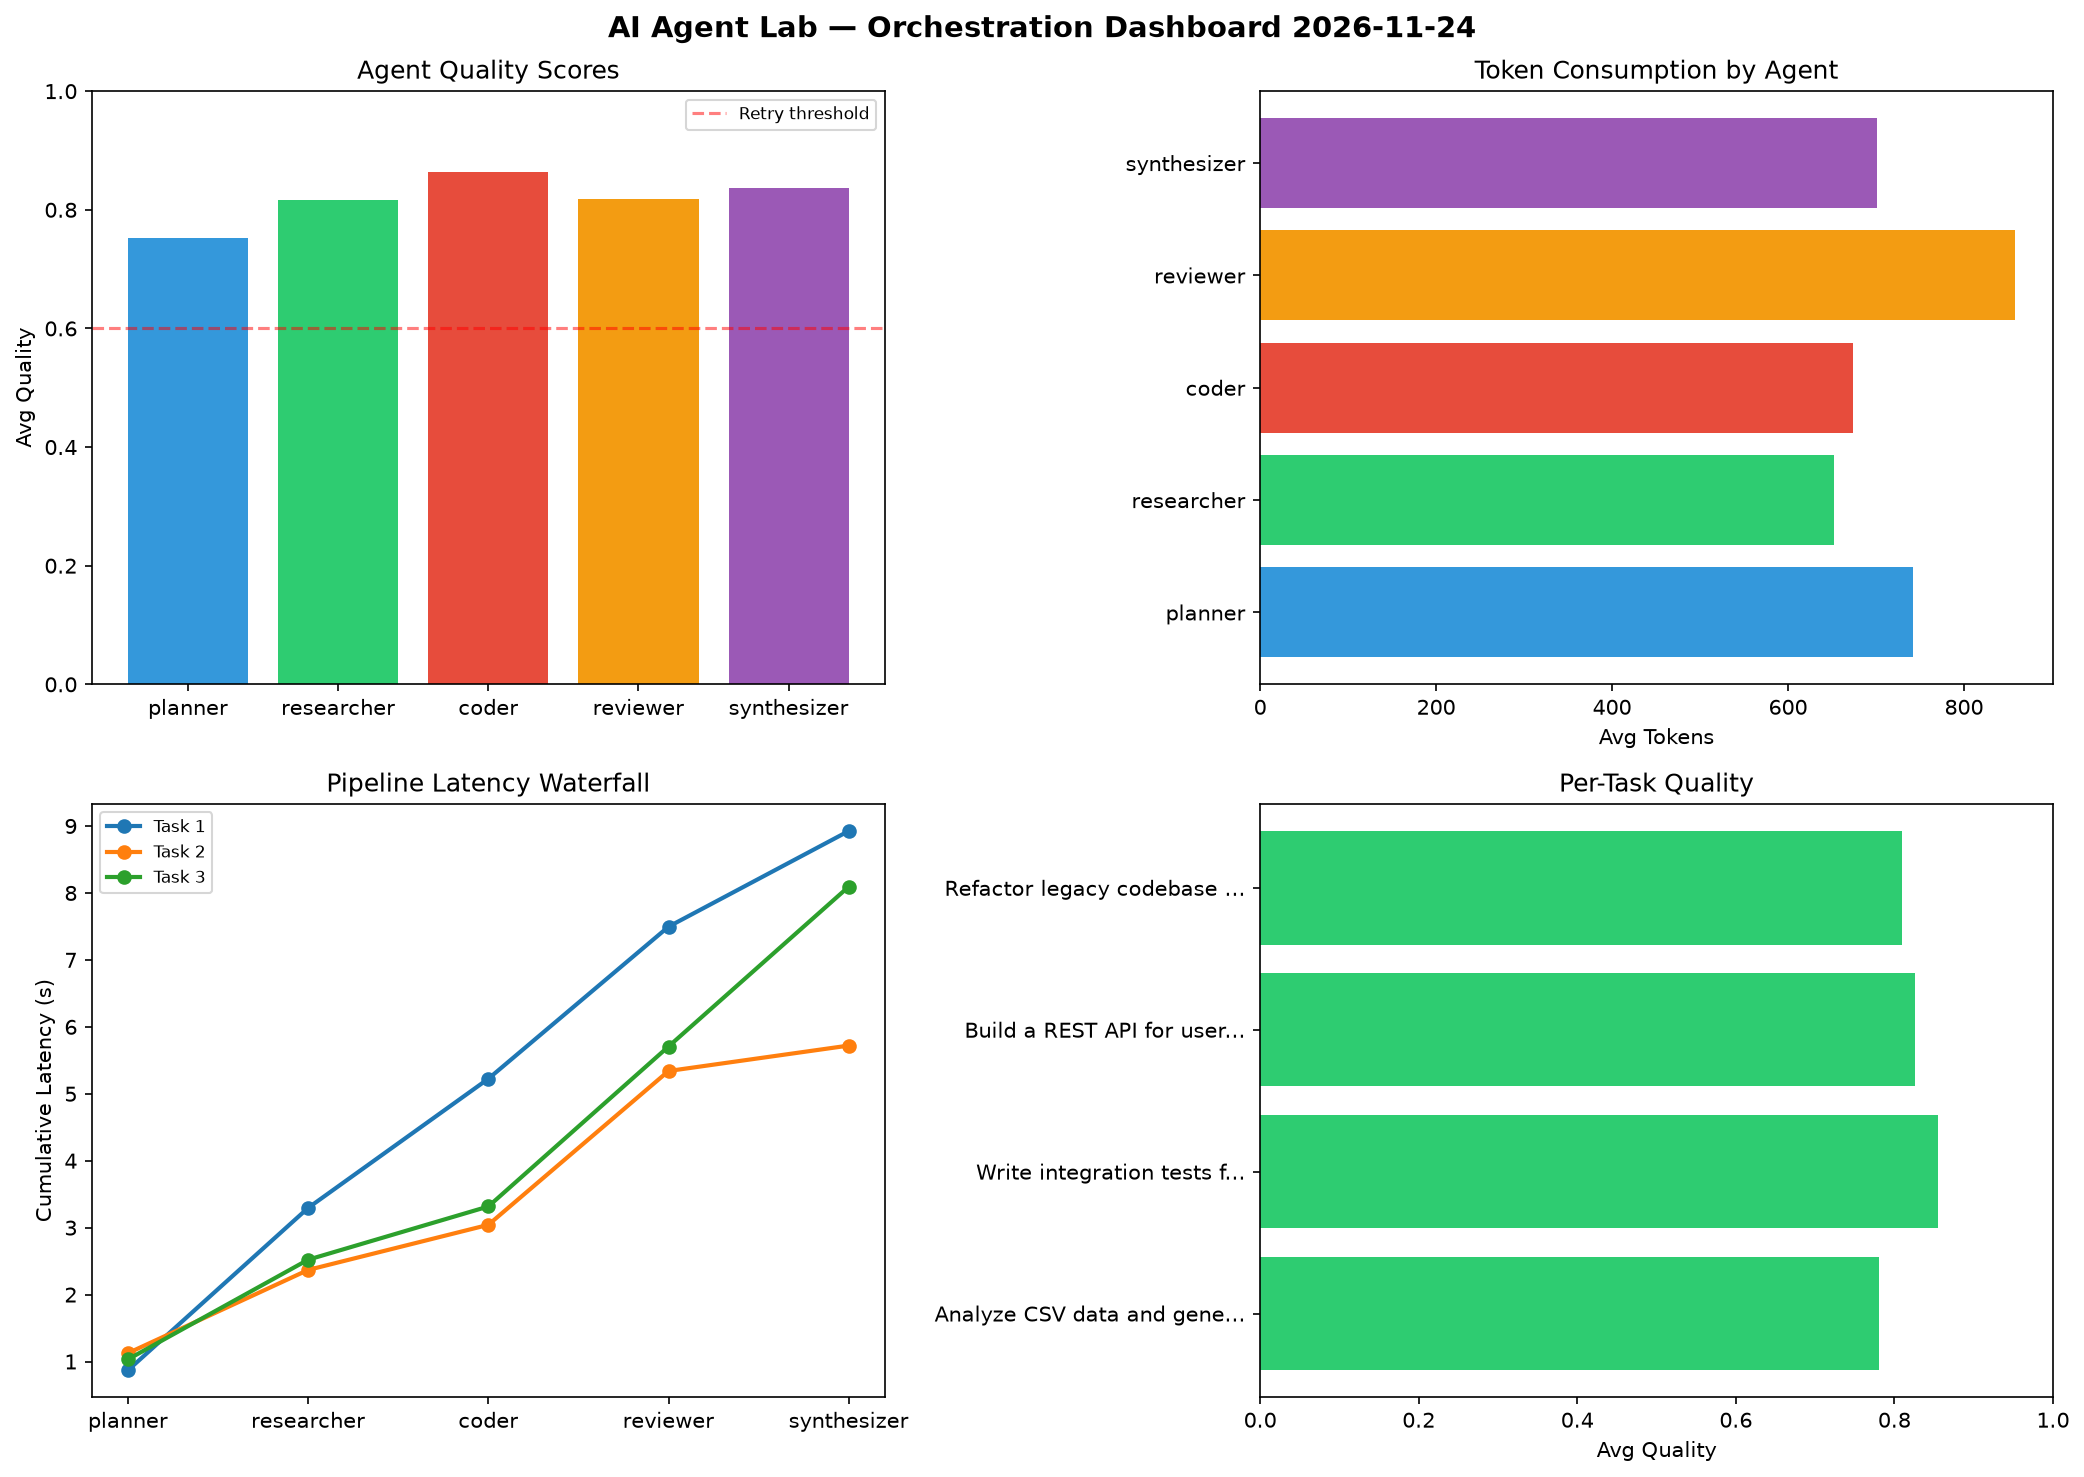 AI Agent Lab — Orchestration Dashboard 2026-11-24
Agent Quality Scores
Avg Quality
1.0
0.8
0.6
0.4
0.2
0.0
Retry threshold
planner researcher coder reviewer synthesizer
Token Consumption by Agent
synthesizer
reviewer
coder
researcher
planner
0 200 400 600 800
Avg Tokens
Pipeline Latency Waterfall
Cumulative Latency (s)
9
8
7
6
5
4
3
2
1
Task 1
Task 2
Task 3
planner researcher coder reviewer synthesizer
Per-Task Quality
Refactor legacy codebase ...
Build a REST API for user...
Write integration tests f...
Analyze CSV data and gene...
0.0 0.2 0.4 0.6 0.8 1.0
Avg Quality